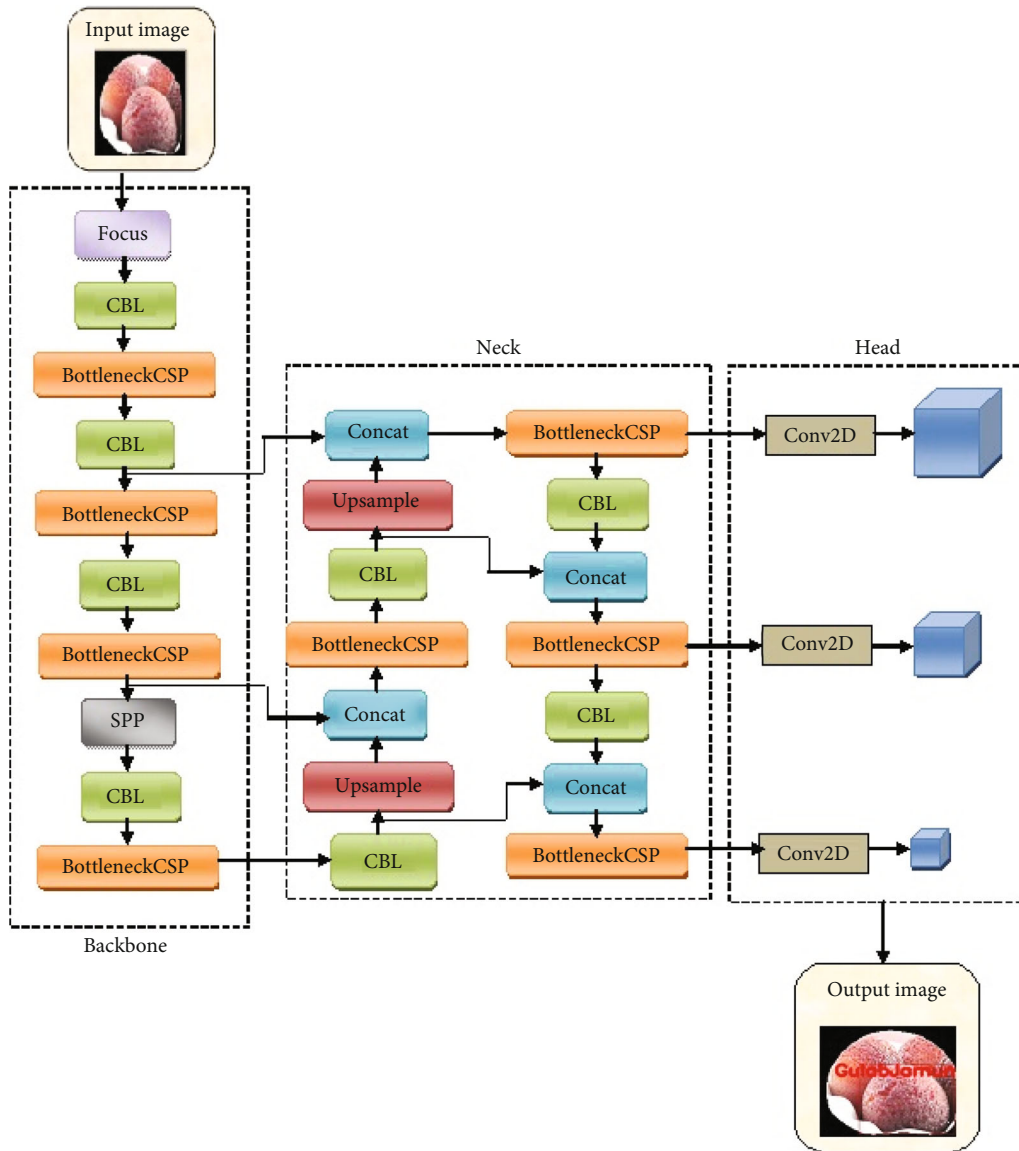 Input image
Focus
CBL
BottleneckCSP
CBL
BottleneckCSP
CBL
BottleneckCSP
SPP
CBL
BottleneckCSP
Backbone
Neck
Concat
BottleneckCSP
Upsample
CBL
CBL
Concat
BottleneckCSP
BottleneckCSP
Concat
CBL
Upsample
Concat
CBL
BottleneckCSP
Head
Conv2D
Conv2D
Conv2D
Output image
GulabJamun